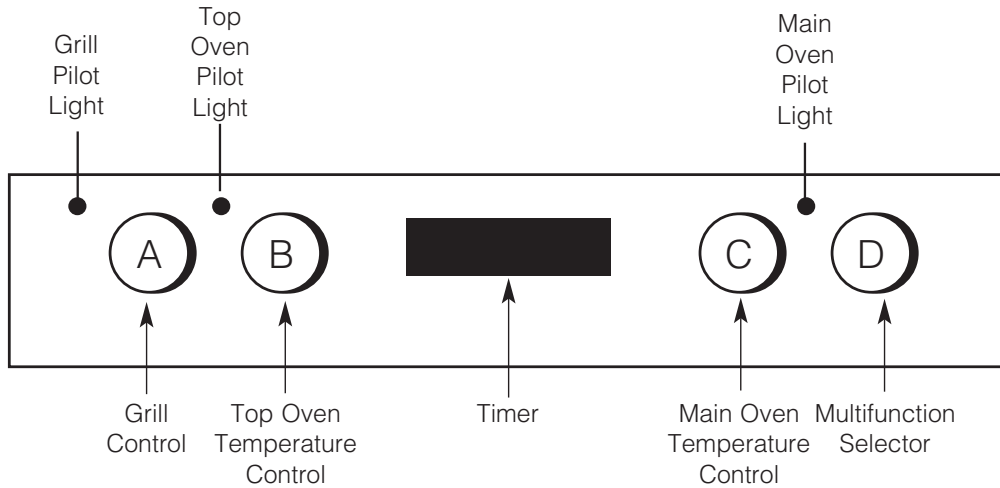 Grill
Pilot
Light
Top
Oven
Pilot
Light
Main
Oven
Pilot
Light
A
B
C
D
Grill
Control
Top Oven
Temperature
Control
Timer
Main Oven
Temperature
Control
Multifunction
Selector